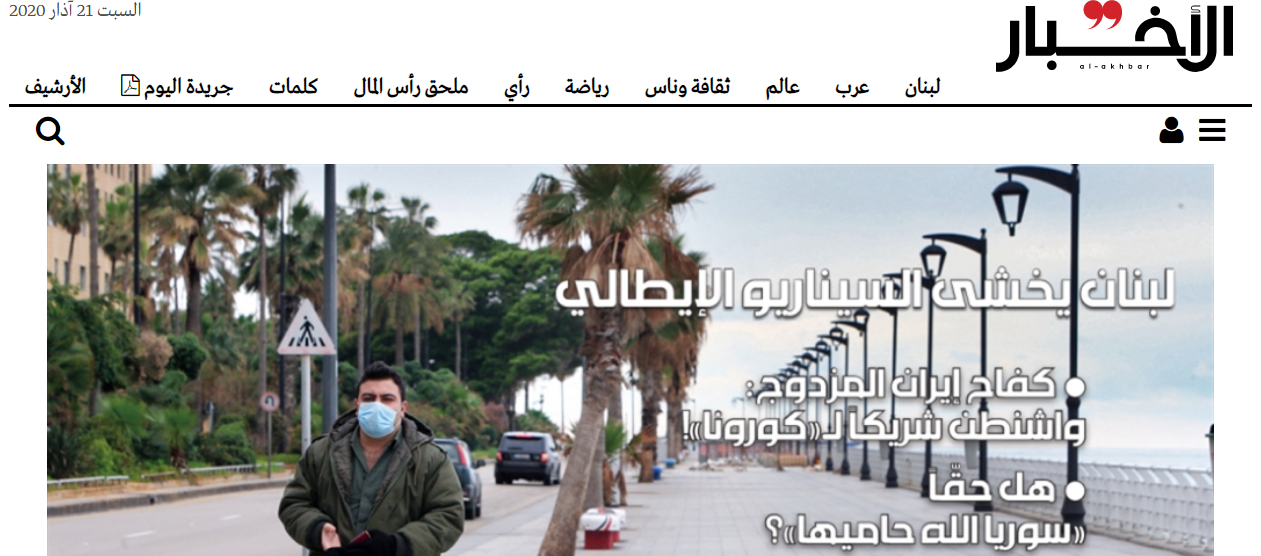 السبت 21 آذار 2020
الأخبار
al-akhbar
لبنان عرب عالم ثقافة وناس رياضة رأي ملحق رأس المال كلمات جريدة اليوم الأرشيف
لبنان يخشى السيناريو الإيطالي
● كفاح إيران المزدوج:
واشنطن شريكاً لـ«كورونا»!
● هل حقّاً
«سوريا الله حاميها»؟